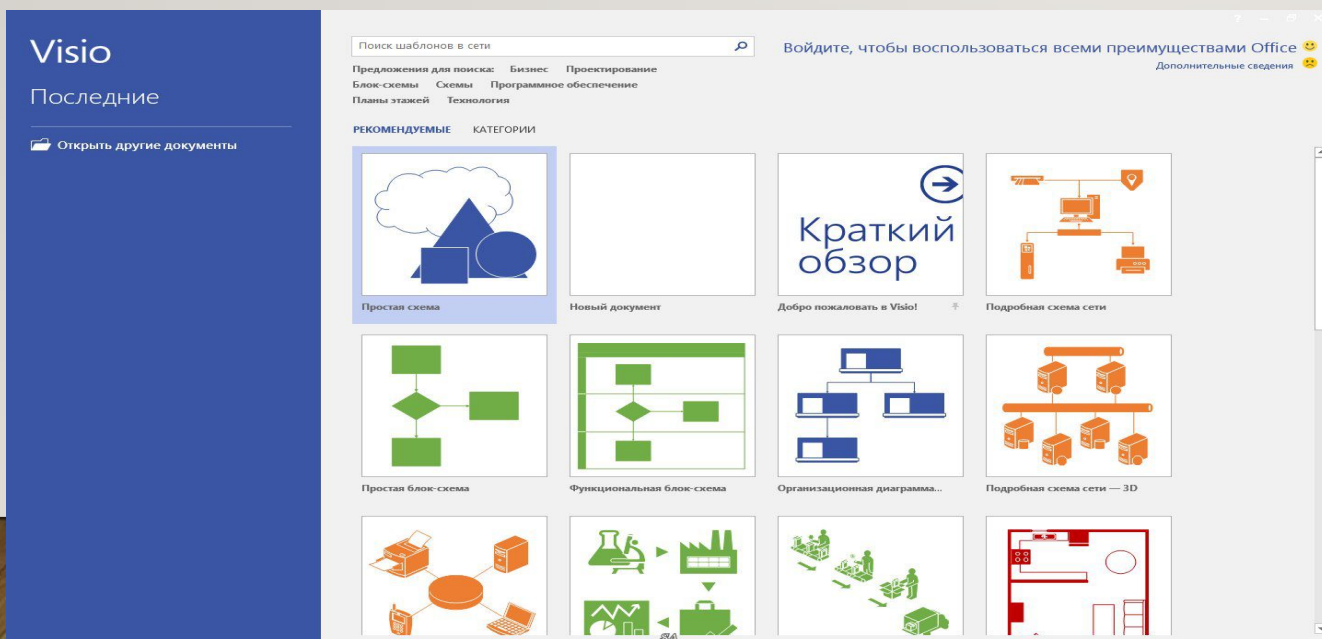 Visio
Последние
Открыть другие документы
Поиск шаблонов в сети
Войдите, чтобы воспользоваться всеми преимуществами Office
Дополнительные сведения
Предложения для поиска: Бизнес Проектирование
Блок-схемы Схемы Программное обеспечение
Планы этажей Технология
РЕКОМЕНДУЕМЫЕ КАТЕГОРИИ
Краткий
обзор
Простая схема
Новый документ
Добро пожаловать в Visio!
Подробная схема сети
Простая блок-схема
Функциональная блок-схема
Организационная диаграмма...
Подробная схема сети — 3D